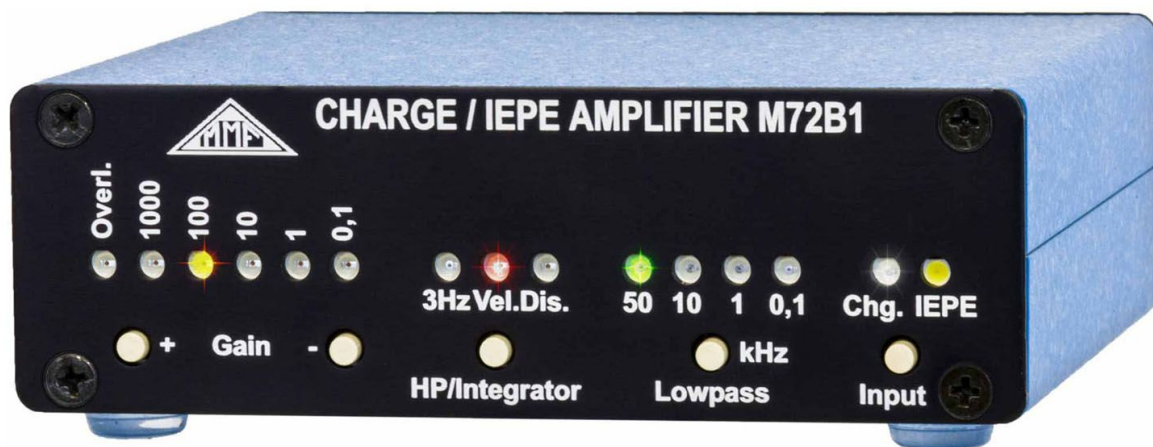 MMF
CHARGE / IEPE AMPLIFIER M72B1
Overl. 1000 100 10 1 0,1
3Hz Vel. Dis. 50 10 1 0,1 Chg. IEPE
+ Gain - kHz
HP/Integrator Lowpass Input